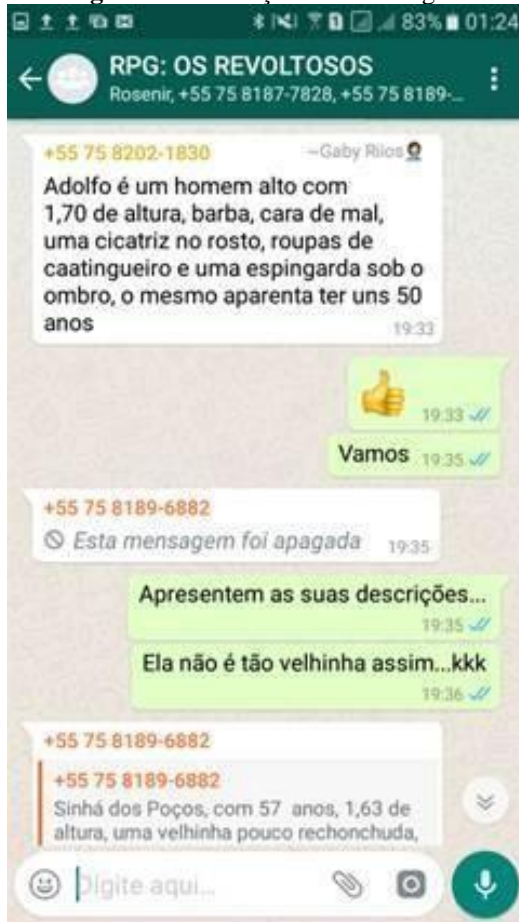 83% 01:24
RPG: OS REVOLTOSOS
Rosenir, +55 75 8187-7828, +55 75 8189-...
+55 75 8202-1830 ~Gaby Rios
Adolfo é um homem alto com
1,70 de altura, barba, cara de mal,
uma cicatriz no rosto, roupas de
caatingueiro e uma espingarda sob o
ombro, o mesmo aparenta ter uns 50
anos
19:33
19:33
Vamos 19:35
+55 75 8189-6882
Esta mensagem foi apagada 19:35
Apresentem as suas descrições...
19:35
Ela não é tão velhinha assim...kkk
19:36
+55 75 8189-6882
+55 75 8189-6882
Sinhá dos Poços, com 57 anos, 1,63 de
altura, uma velhinha pouco rechonchuda,
Digite aqui...